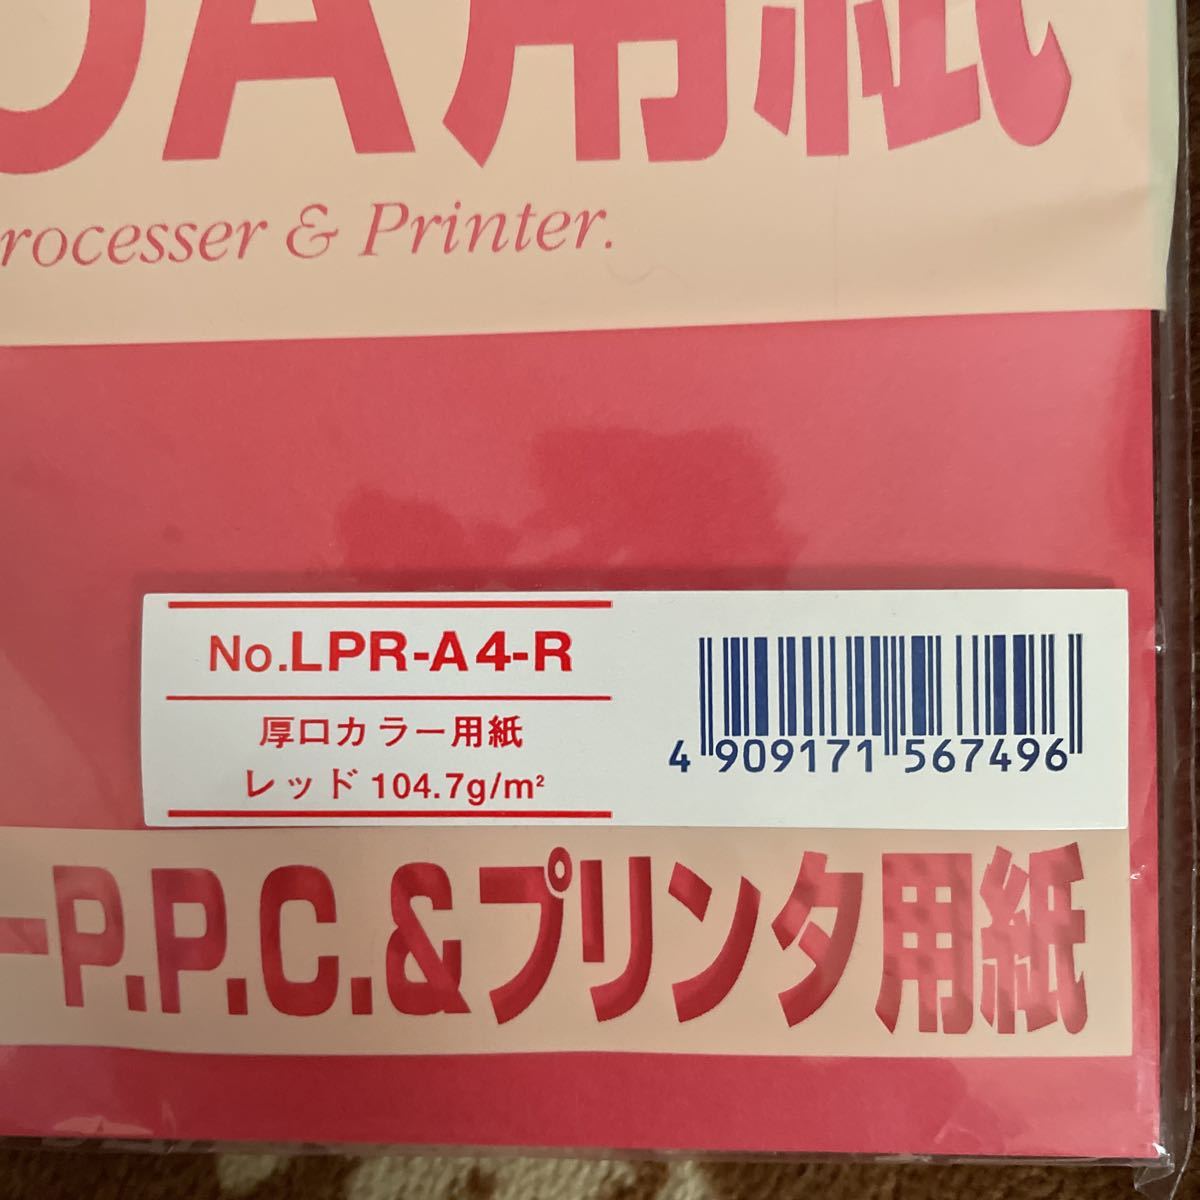 OA用紙
rocesser & Printer.
No.LPR-A4-R
厚口カラー用紙
レッド 104.7g/m²
4 909171 567496
ーP.P.C.&プリンタ用紙